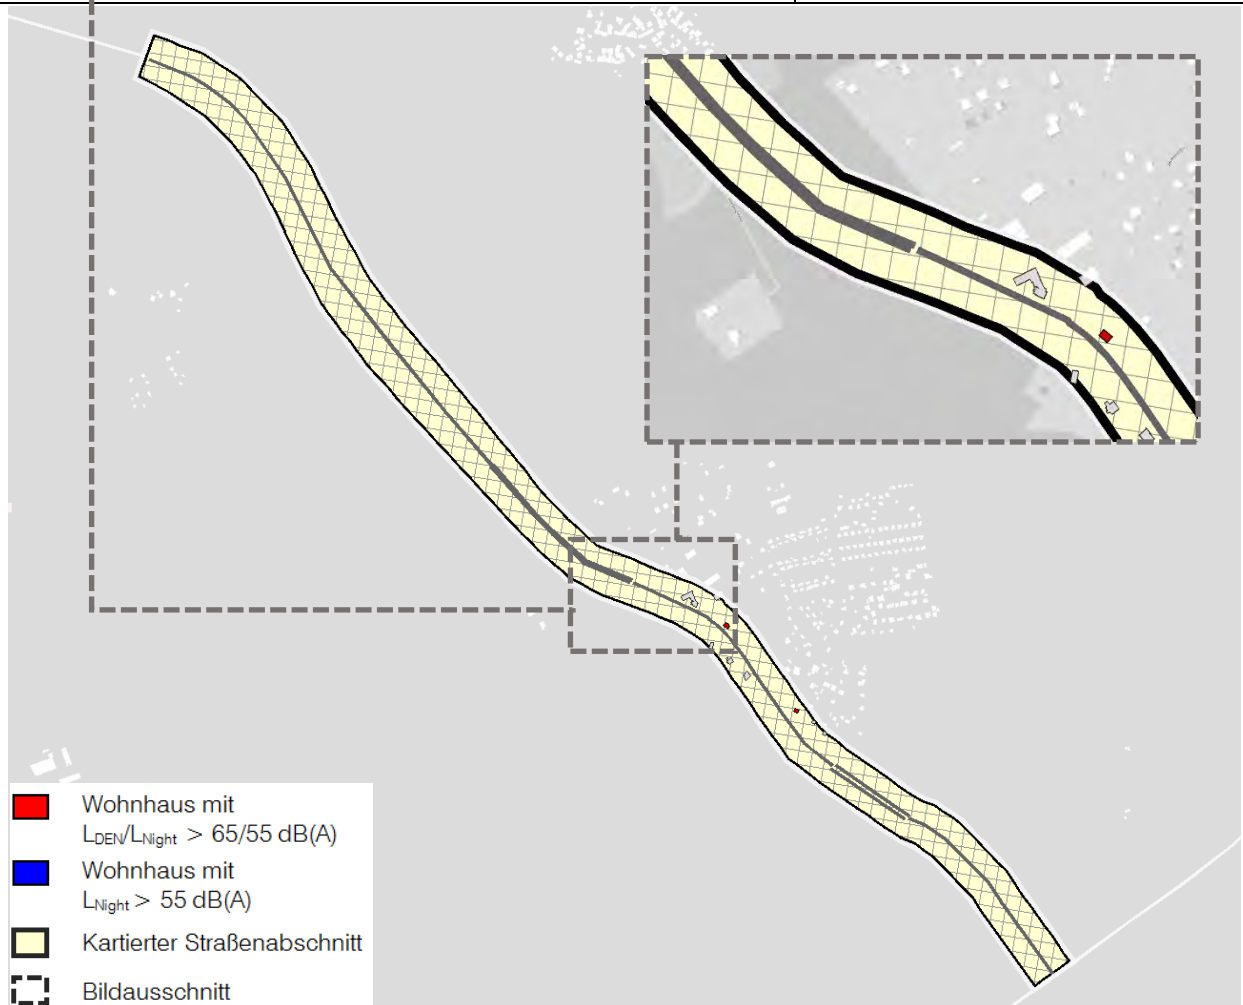 Wohnhaus mit
LDEN/LNight > 65/55 dB(A)
Wohnhaus mit
LNight > 55 dB(A)
Kartierter Straßenabschnitt
Bildausschnitt